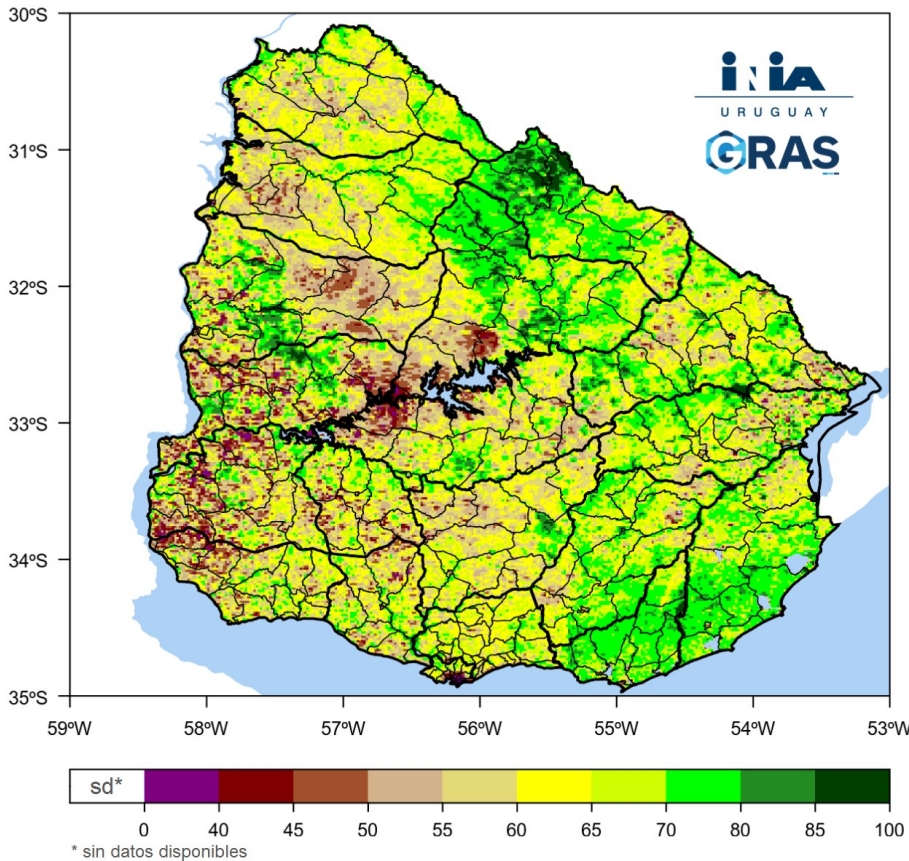 30ºS
31ºS
32ºS
33ºS
34ºS
35ºS
59ºW 58ºW 57ºW 56ºW 55ºW 54ºW 53ºW
iNiA
URUGUAY
GRAS
sd*
0 40 45 50 55 60 65 70 80 85 100
* sin datos disponibles